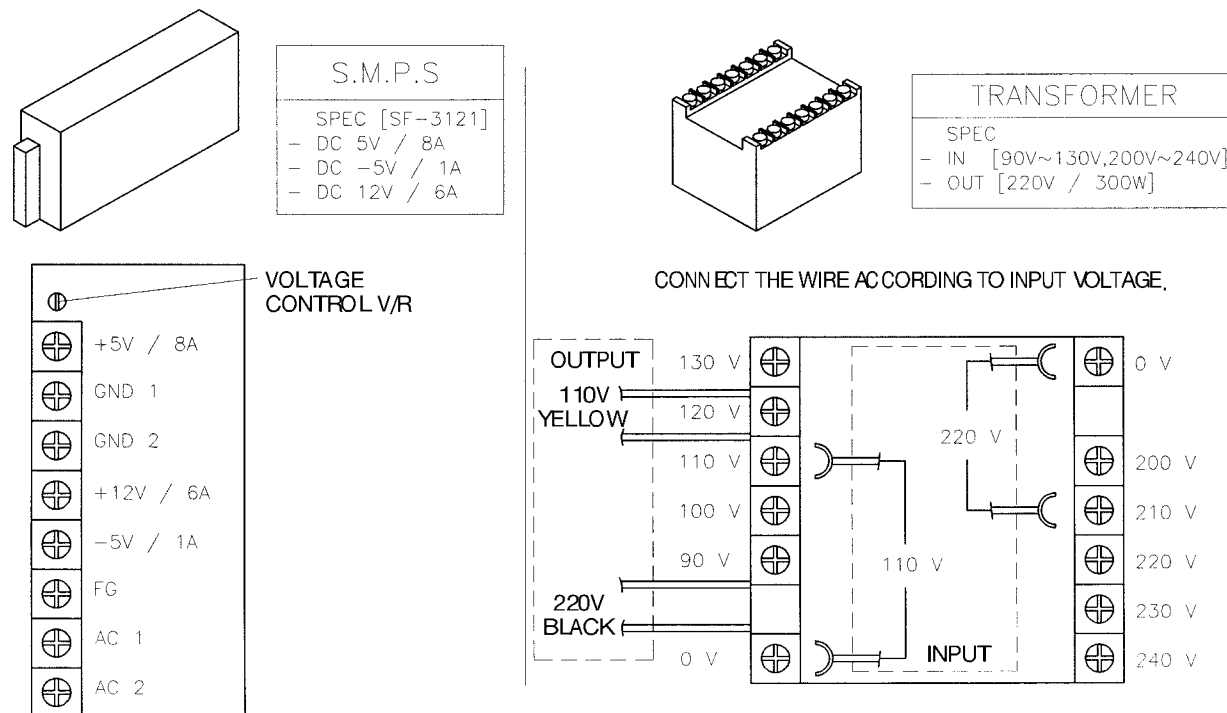 S.M.P.S
SPEC [SF-3121]
- DC 5V / 8A
- DC -5V / 1A
- DC 12V / 6A
TRANSFORMER
SPEC
- IN [90V~130V,200V~240V]
- OUT [220V / 300W]
VOLTAGE
CONTROL V/R
+5V / 8A
GND 1
GND 2
+12V / 6A
-5V / 1A
FG
AC 1
AC 2
CONNECT THE WIRE ACCORDING TO INPUT VOLTAGE.
OUTPUT
110V
YELLOW
220V
BLACK
130 V
120 V
110 V
100 V
90 V
0 V
220 V
110 V
INPUT
0 V
200 V
210 V
220 V
230 V
240 V